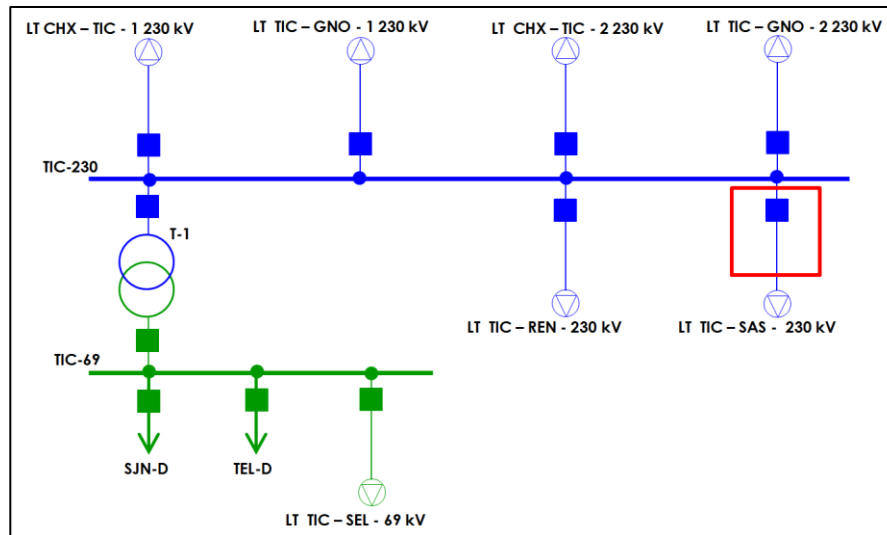 LT CHX – TIC - 1 230 kV
LT TIC – GNO - 1 230 kV
LT CHX – TIC - 2 230 kV
LT TIC – GNO - 2 230 kV
TIC-230
T-1
LT TIC – REN - 230 kV
LT TIC – SAS - 230 kV
TIC-69
SJN-D
TEL-D
LT TIC – SEL - 69 kV